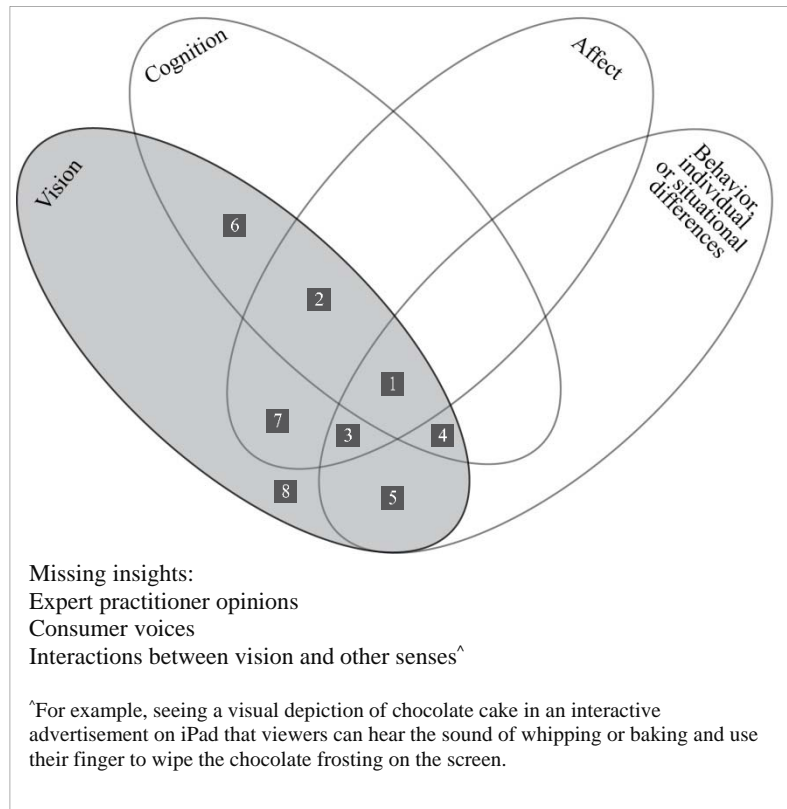 Cognition
Affect
Vision
Behavior,
individual
or situational
differences
6
2
1
7
3
4
8
5
Missing insights:
Expert practitioner opinions
Consumer voices
Interactions between vision and other senses^
^For example, seeing a visual depiction of chocolate cake in an interactive
advertisement on iPad that viewers can hear the sound of whipping or baking and use
their finger to wipe the chocolate frosting on the screen.